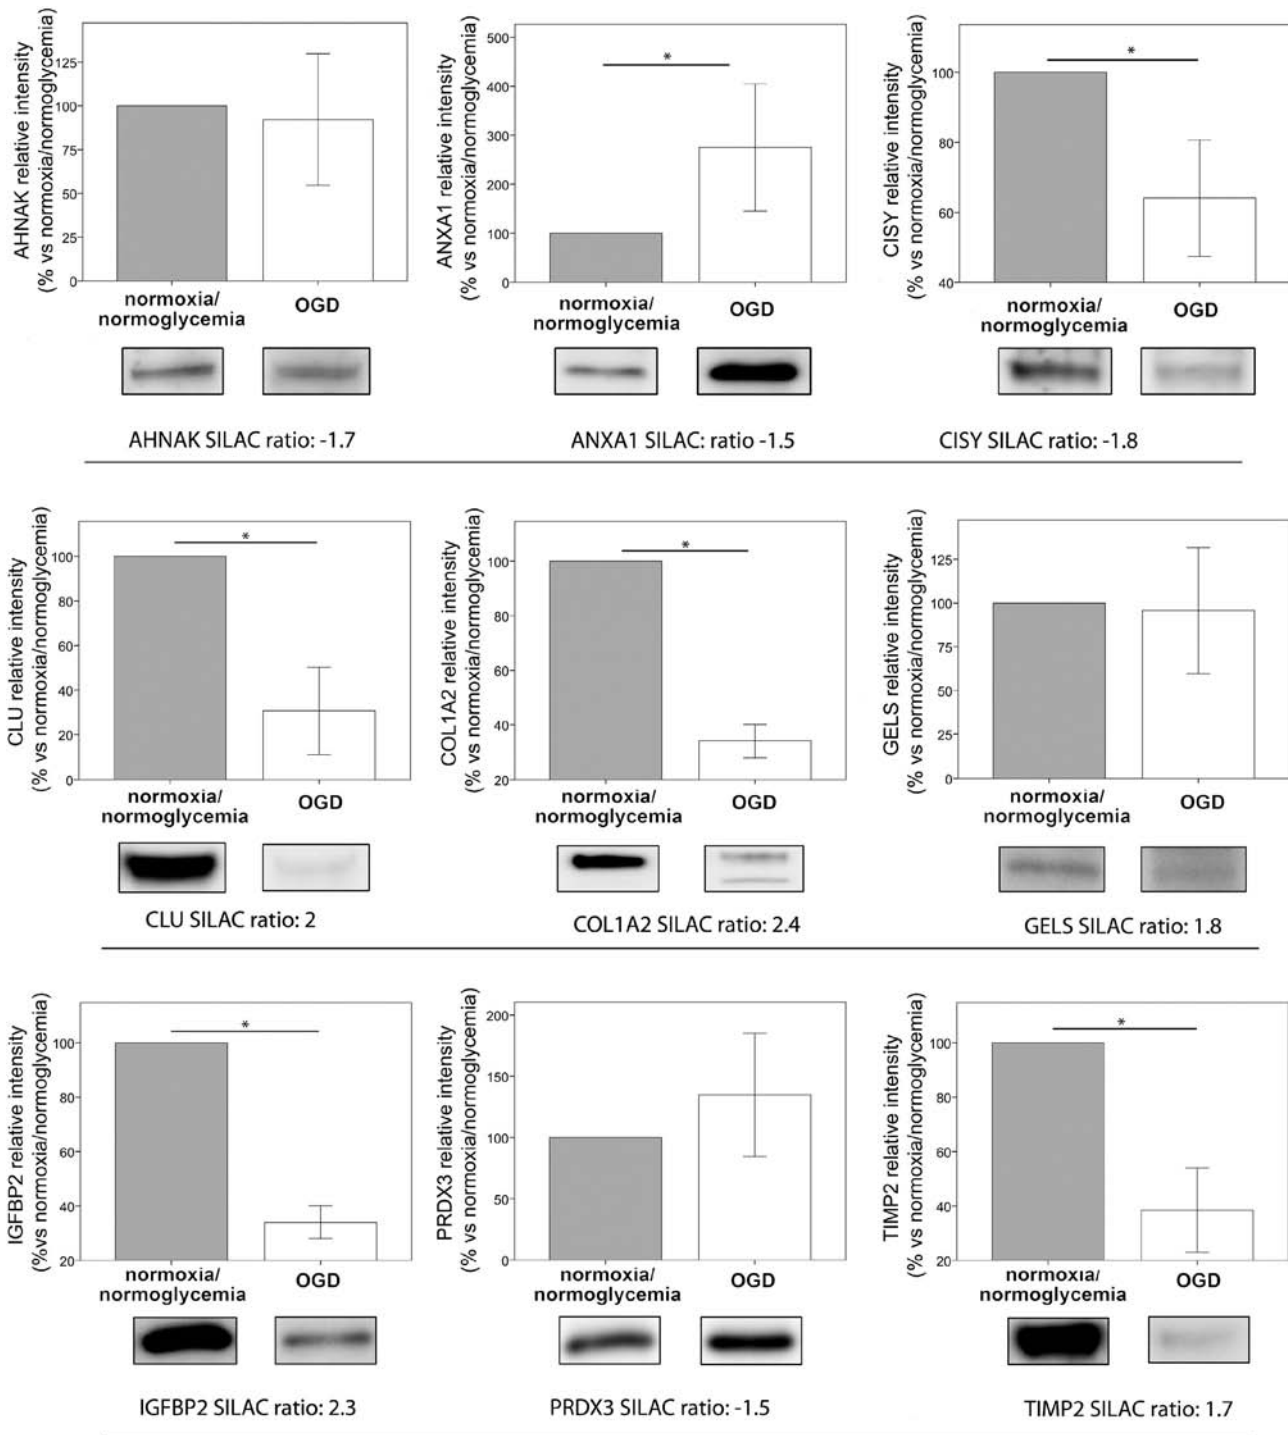 AHNAK relative intensity
(% vs normoxia/normoglycemia)
125
100
75
50
25
0
normoxia/
normoglycemia
OGD
AHNAK SILAC ratio: -1.7
ANXA1 relative intensity
(% vs normoxia/normoglycemia)
500
400
300
200
100
0
*
normoxia/
normoglycemia
OGD
ANXA1 SILAC: ratio -1.5
CISY relative intensity
(% vs normoxia/normoglycemia)
100
80
60
40
*
normoxia/
normoglycemia
OGD
CISY SILAC ratio: -1.8
CLU relative intensity
(% vs normoxia/normoglycemia)
100
80
60
40
20
0
*
normoxia/
normoglycemia
OGD
CLU SILAC ratio: 2
COL1A2 relative intensity
(% vs normoxia/normoglycemia)
100
80
60
40
20
*
normoxia/
normoglycemia
OGD
COL1A2 SILAC ratio: 2.4
GELS relative intensity
(% vs normoxia/normoglycemia)
125
100
75
50
25
0
normoxia/
normoglycemia
OGD
GELS SILAC ratio: 1.8
IGFBP2 relative intensity
(%vs normoxia/normoglycemia)
100
80
60
40
20
*
normoxia/
normoglycemia
OGD
IGFBP2 SILAC ratio: 2.3
PRDX3 relative intensity
(% vs normoxia/normoglycemia)
200
150
100
50
0
normoxia/
normoglycemia
OGD
PRDX3 SILAC ratio: -1.5
TIMP2 relative intensity
(% vs normoxia/normoglycemia)
100
80
60
40
20
*
normoxia/
normoglycemia
OGD
TIMP2 SILAC ratio: 1.7